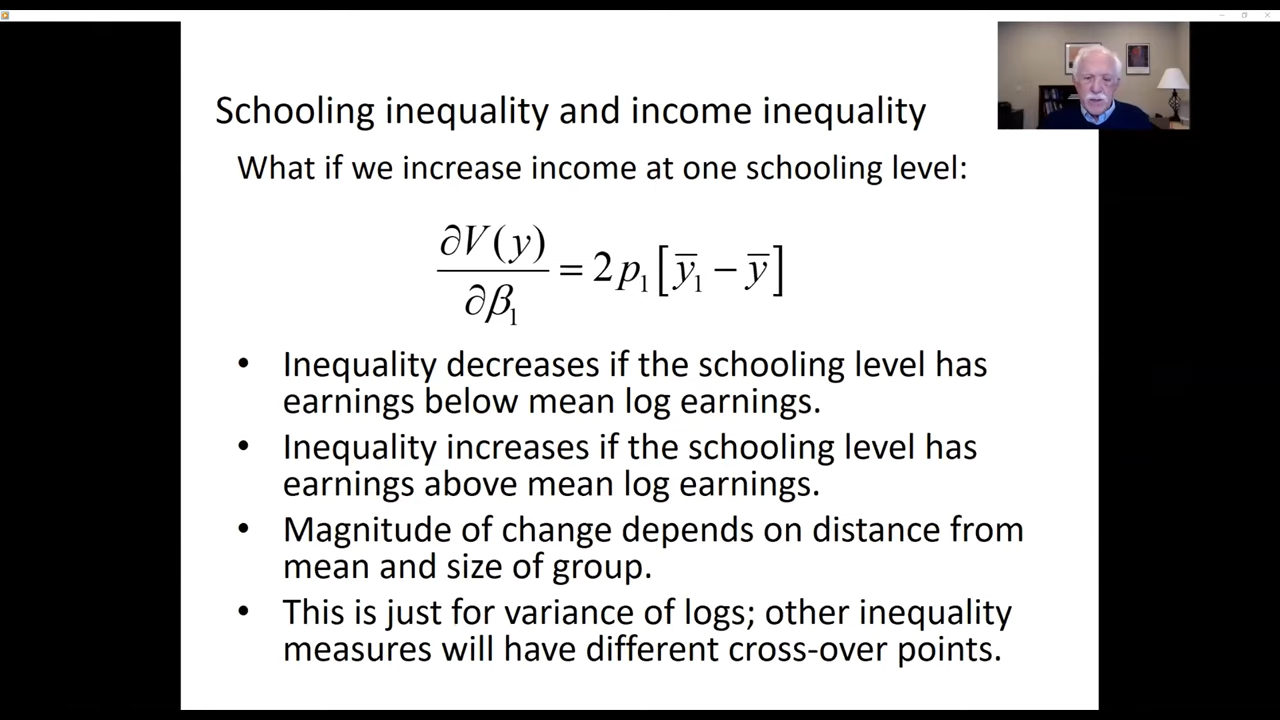 Schooling inequality and income inequality
What if we increase income at one schooling level:
∂V(y)/∂β₁ = 2p₁[y̅₁ − y̅]
• Inequality decreases if the schooling level has
earnings below mean log earnings.
• Inequality increases if the schooling level has
earnings above mean log earnings.
• Magnitude of change depends on distance from
mean and size of group.
• This is just for variance of logs; other inequality
measures will have different cross-over points.